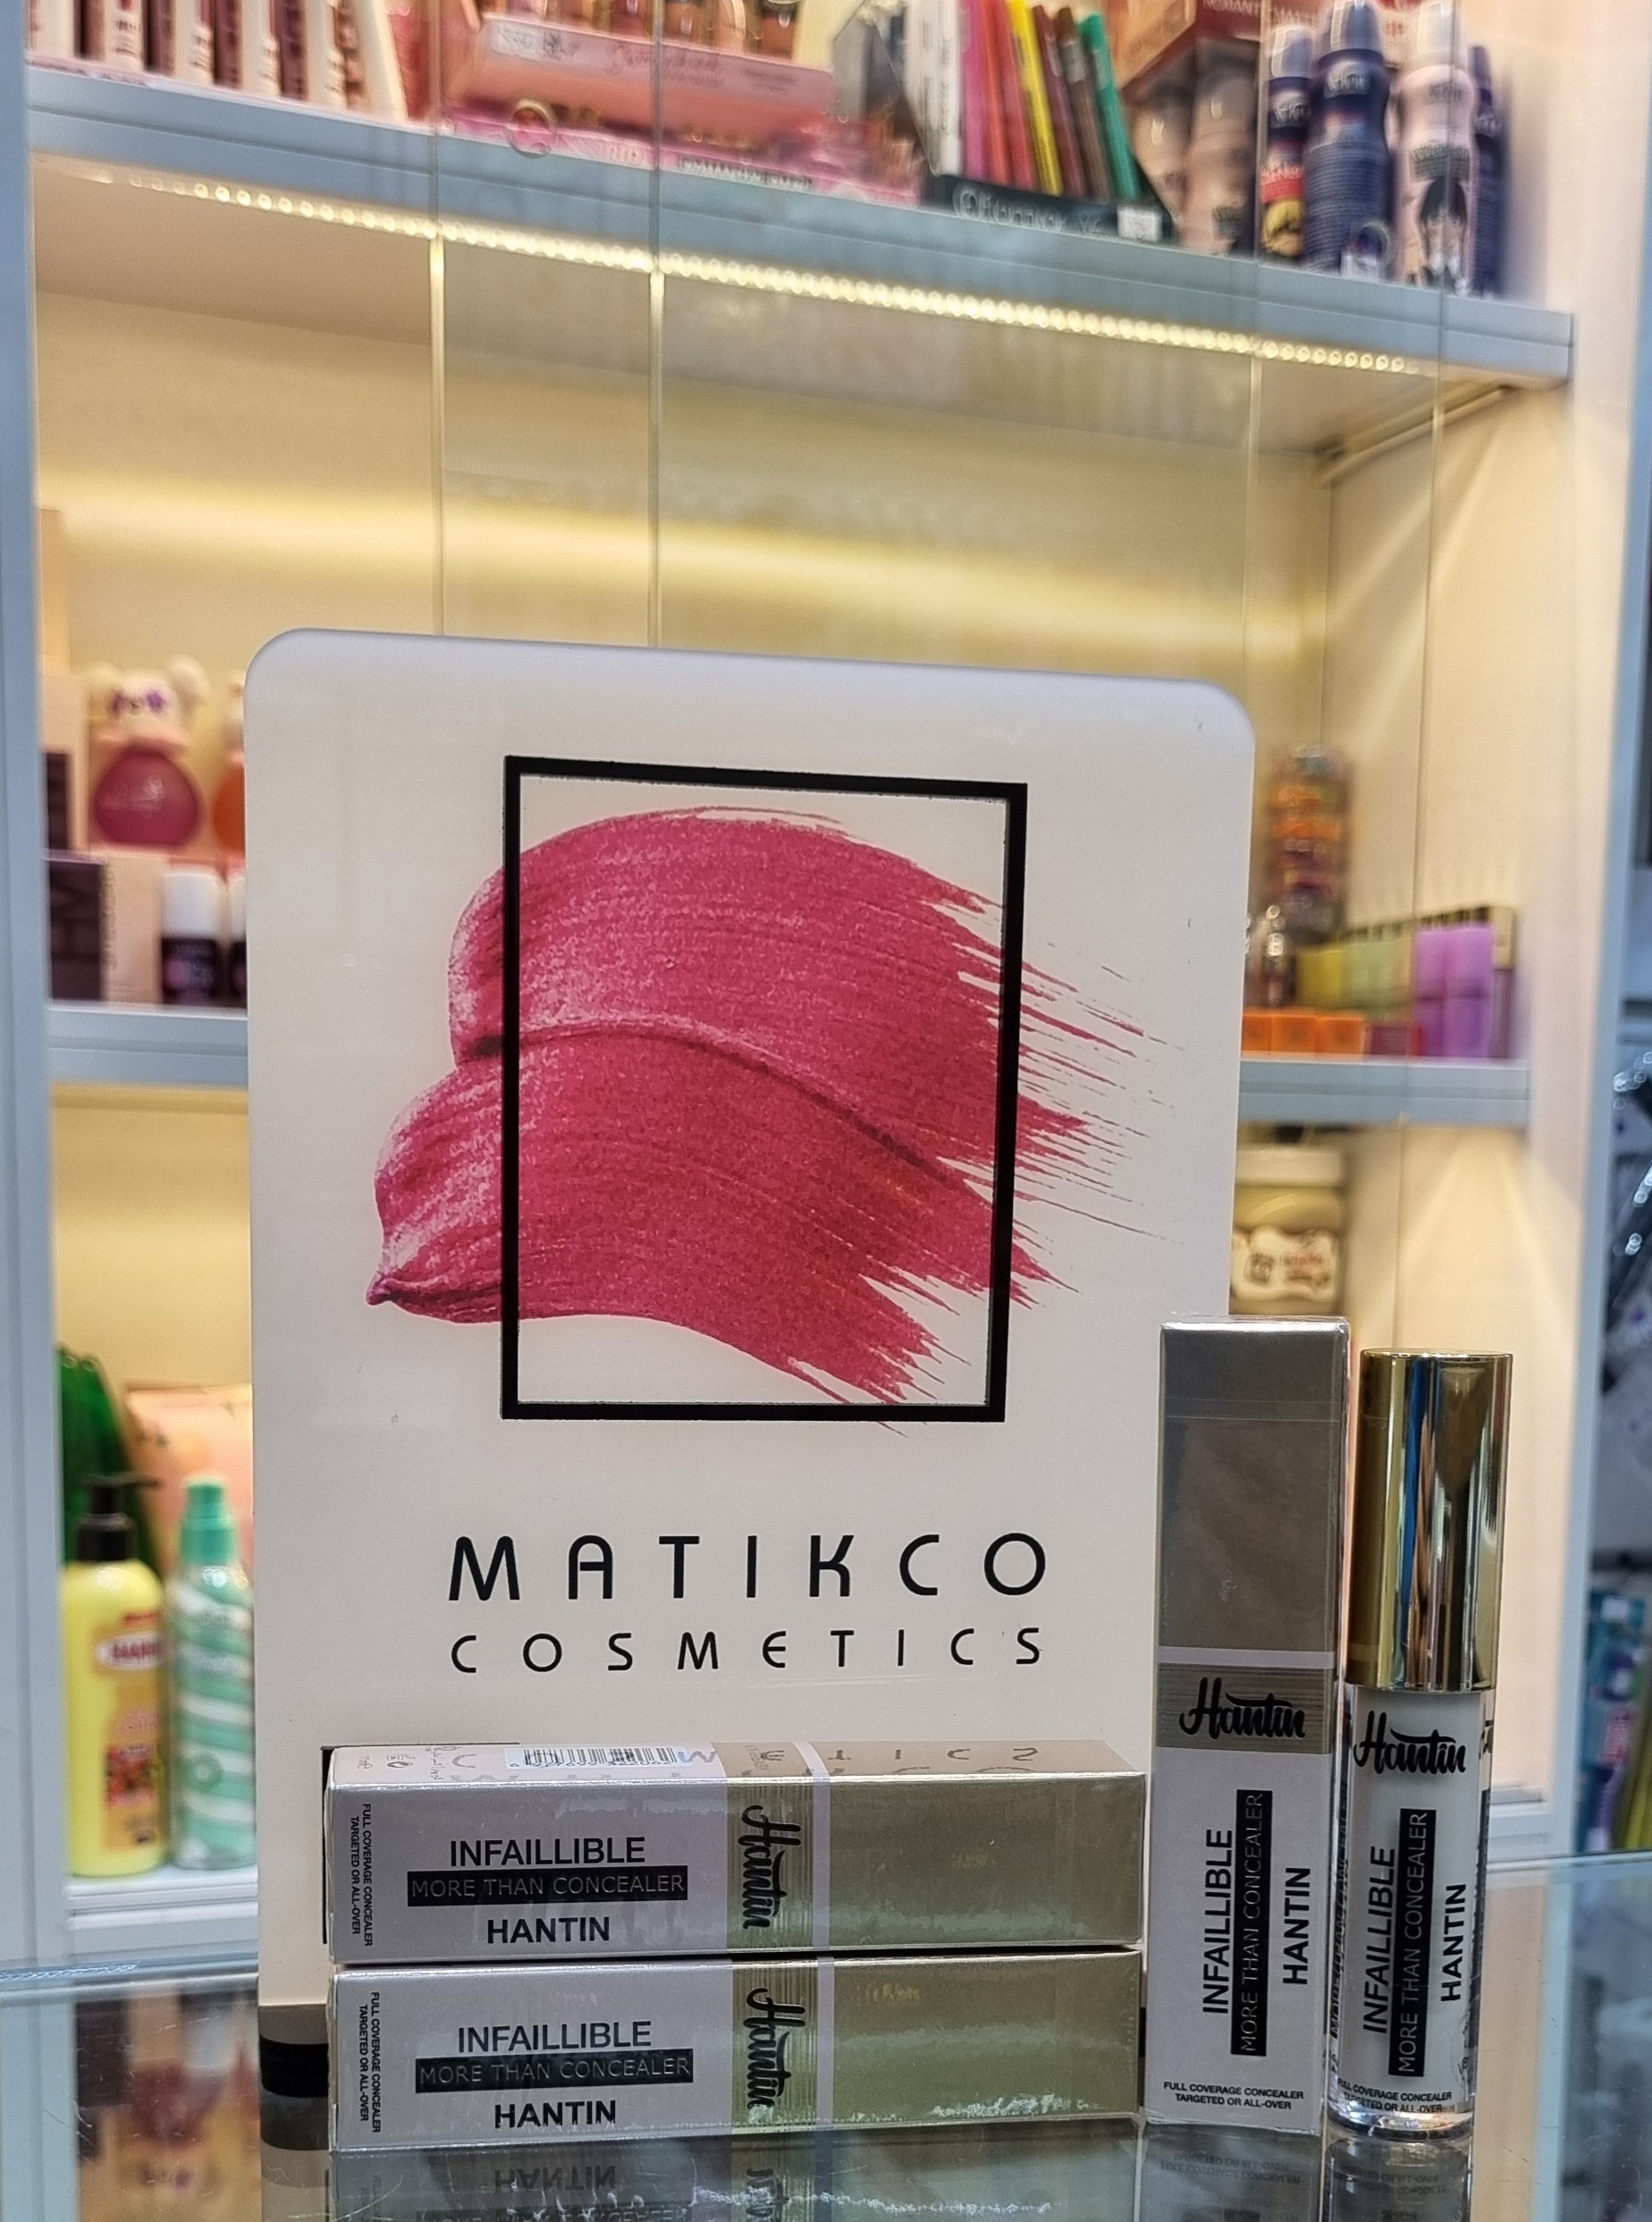 MATIKCO
COSMETICS
Hantin
INFAILLIBLE
MORE THAN CONCEALER
HANTIN
FULL COVERAGE CONCEALER
TARGETED OR ALL-OVER
Hantin
INFAILLIBLE
MORE THAN CONCEALER
HANTIN
FULL COVERAGE CONCEALER
TARGETED OR ALL-OVER
FULL COVERAGE CONCEALER
TARGETED OR ALL-OVER
INFAILLIBLE
MORE THAN CONCEALER
HANTIN
Hantin
FULL COVERAGE CONCEALER
TARGETED OR ALL-OVER
INFAILLIBLE
MORE THAN CONCEALER
HANTIN
Hantin